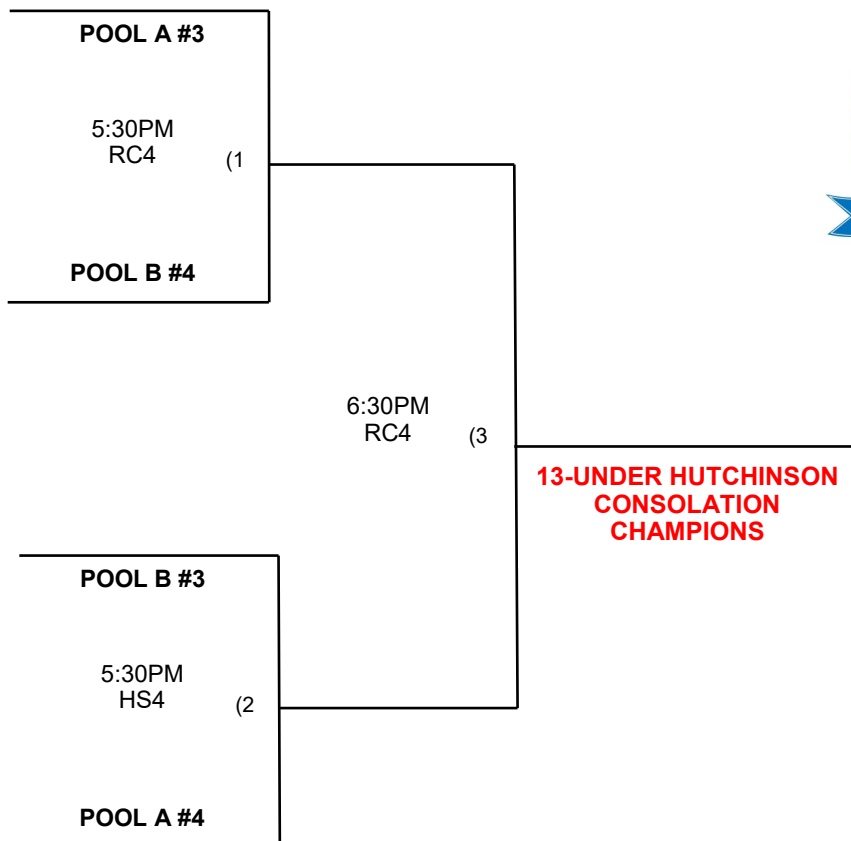 POOL A #3
5:30PM
RC4 (1
POOL B #4
6:30PM
RC4 (3
13-UNDER HUTCHINSON
CONSOLATION
CHAMPIONS
POOL B #3
5:30PM
HS4 (2
POOL A #4